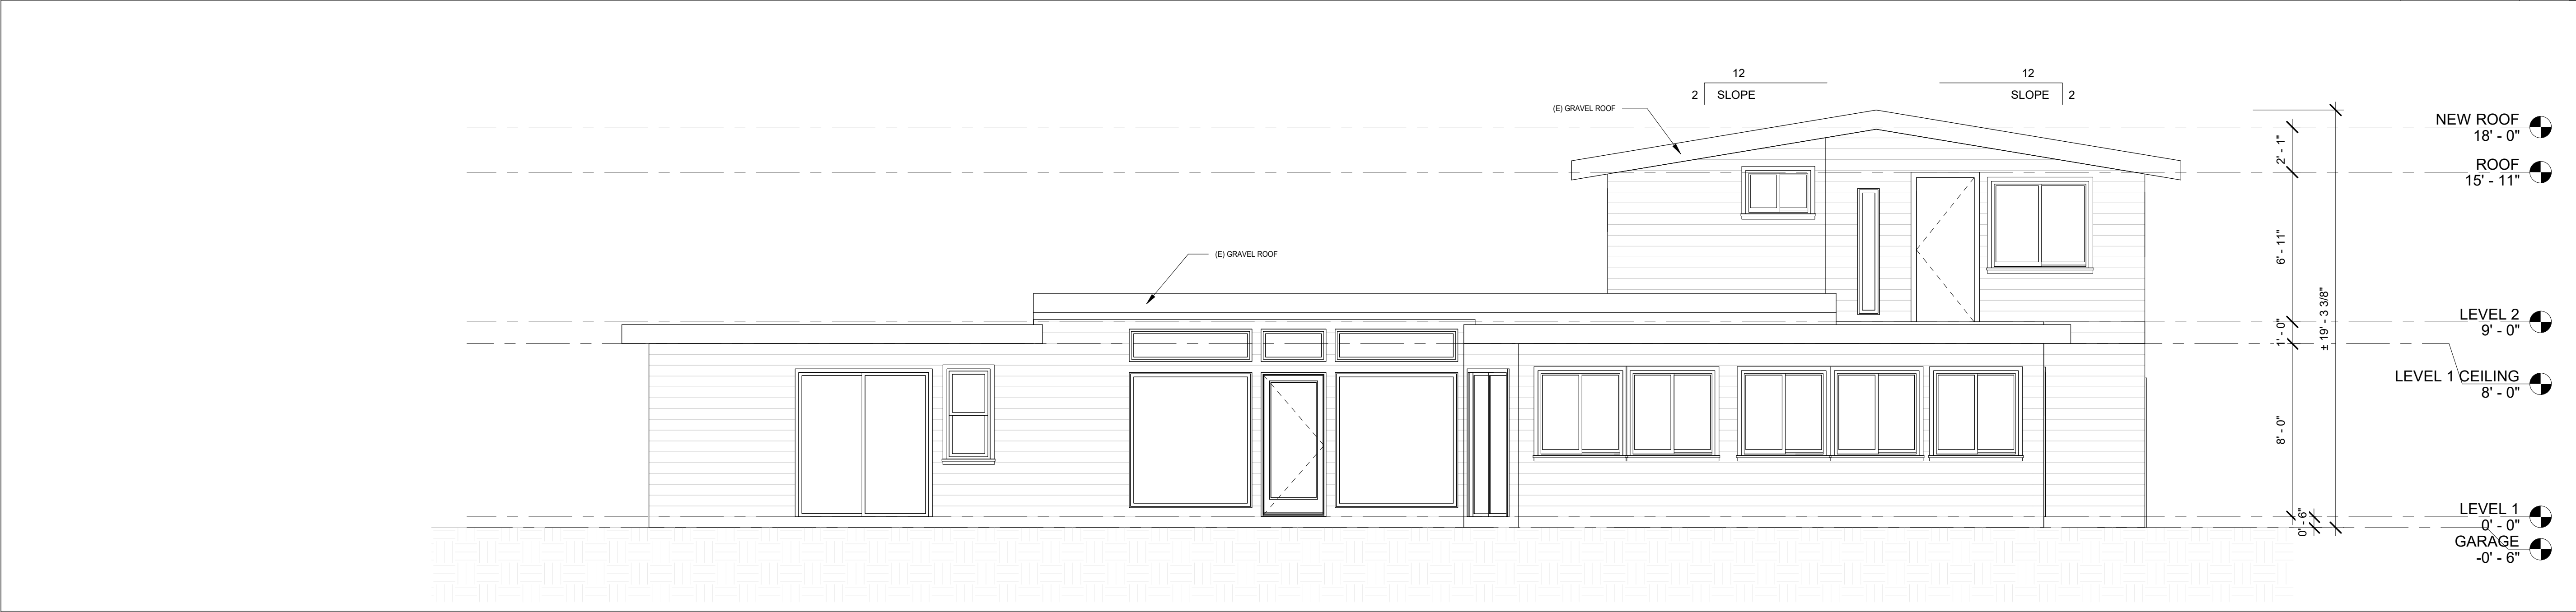 12
2 SLOPE
12
SLOPE 2
(E) GRAVEL ROOF
(E) GRAVEL ROOF
2' - 1"
6' - 11"
1' - 0"
8' - 0"
0' - 6"
± 19' - 3 3/8"
NEW ROOF
18' - 0"
ROOF
15' - 11"
LEVEL 2
9' - 0"
LEVEL 1 CEILING
8' - 0"
LEVEL 1
0' - 0"
GARAGE
-0' - 6"